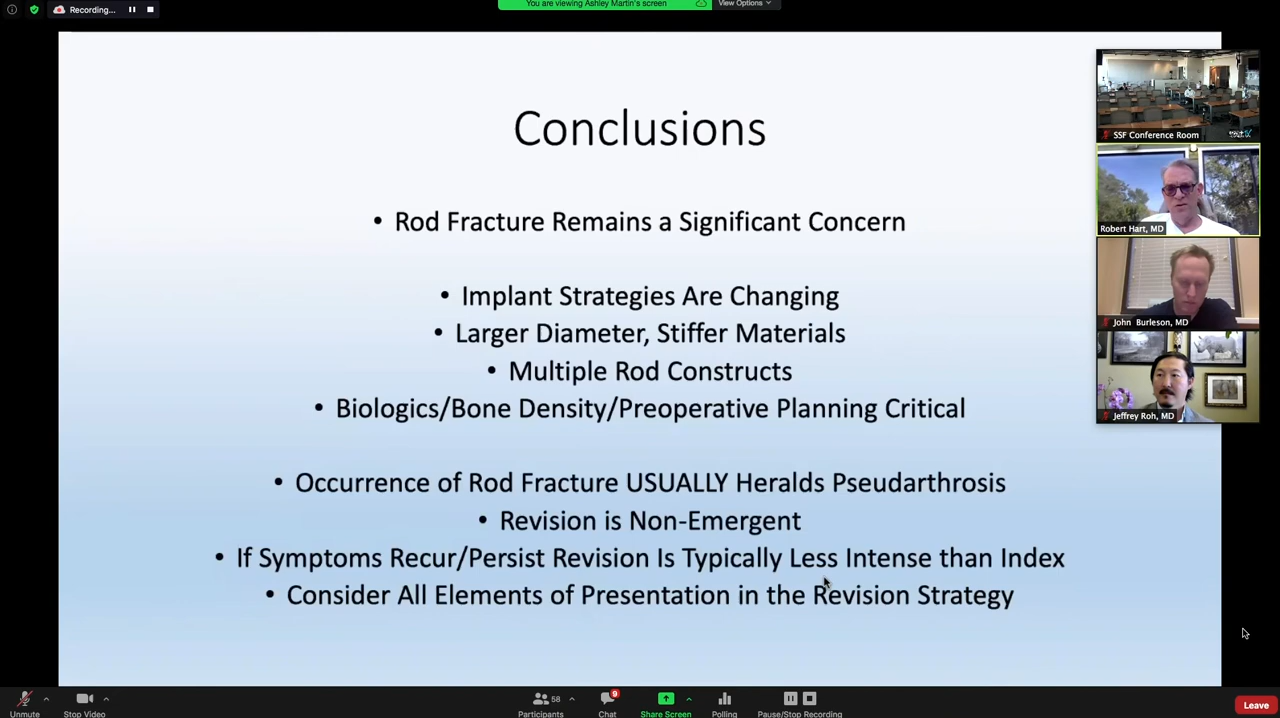 Recording...
You are viewing Ashley Martin's screen
View Options
Conclusions
• Rod Fracture Remains a Significant Concern
• Implant Strategies Are Changing
• Larger Diameter, Stiffer Materials
• Multiple Rod Constructs
• Biologics/Bone Density/Preoperative Planning Critical
• Occurrence of Rod Fracture USUALLY Heralds Pseudarthrosis
• Revision is Non-Emergent
• If Symptoms Recur/Persist Revision Is Typically Less Intense than Index
• Consider All Elements of Presentation in the Revision Strategy
SSF Conference Room
Robert Hart, MD
John Burleson, MD
Jeffrey Roh, MD
Unmute
Stop Video
58
Participants
9
Chat
Share Screen
Polling
Pause/Stop Recording
Leave